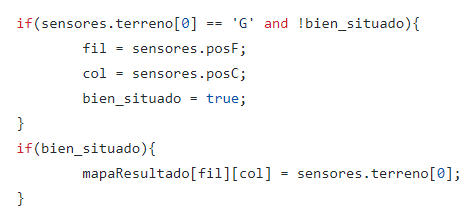 if(sensores.terreno[0] == 'G' and !bien_situado){
        fil = sensores.posF;
        col = sensores.posC;
        bien_situado = true;
}
if(bien_situado){
        mapaResultado[fil][col] = sensores.terreno[0];
}